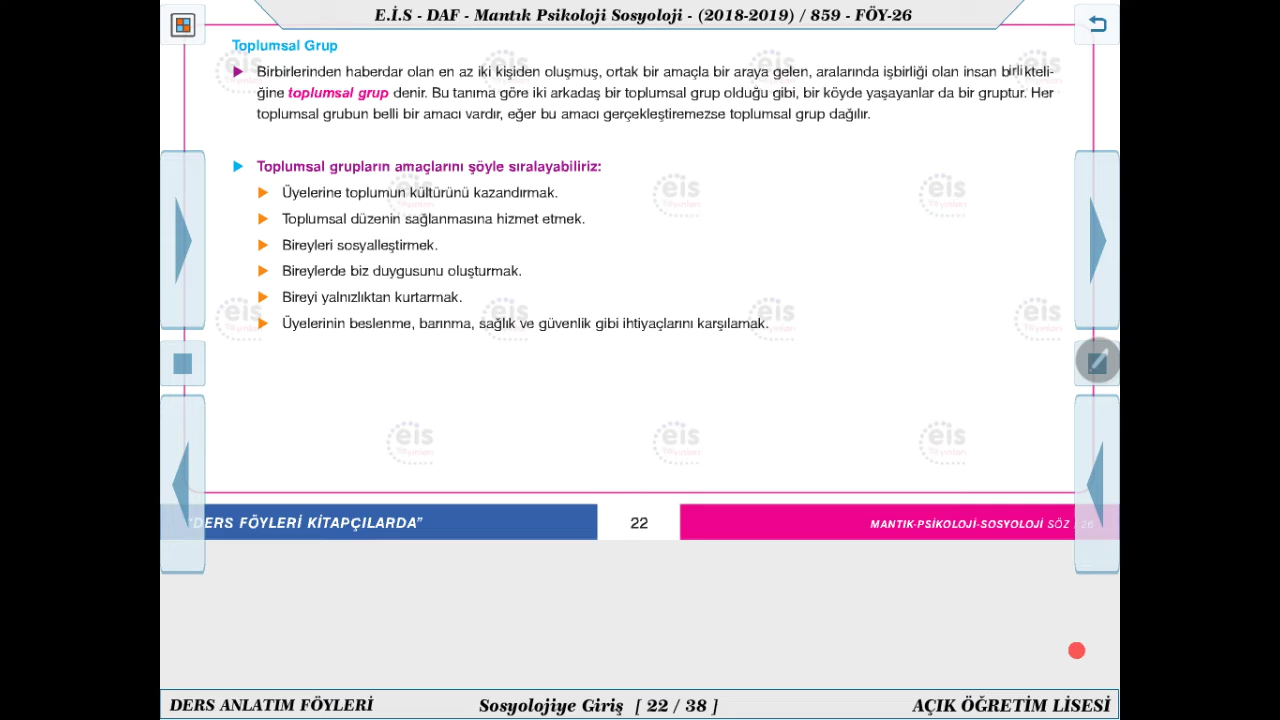 E.İ.S - DAF - Mantık Psikoloji Sosyoloji - (2018-2019) / 859 - FÖY-26
Toplumsal Grup
Birbirlerinden haberdar olan en az iki kişiden oluşmuş, ortak bir amaçla bir araya gelen, aralarında işbirliği olan insan birlikteli-
ğine toplumsal grup denir. Bu tanıma göre iki arkadaş bir toplumsal grup olduğu gibi, bir köyde yaşayanlar da bir gruptur. Her
toplumsal grubun belli bir amacı vardır, eğer bu amacı gerçekleştiremezse toplumsal grup dağılır.
Toplumsal grupların amaçlarını şöyle sıralayabiliriz:
Üyelerine toplumun kültürünü kazandırmak.
Toplumsal düzenin sağlanmasına hizmet etmek.
Bireyleri sosyalleştirmek.
Bireylerde biz duygusunu oluşturmak.
Bireyi yalnızlıktan kurtarmak.
Üyelerinin beslenme, barınma, sağlık ve güvenlik gibi ihtiyaçlarını karşılamak.
"DERS FÖYLERİ KİTAPÇILARDA" 22 MANTIK-PSİKOLOJİ-SOSYOLOJİ SÖZ / 26
DERS ANLATIM FÖYLERİ Sosyolojiye Giriş [ 22 / 38 ] AÇIK ÖĞRETİM LİSESİ